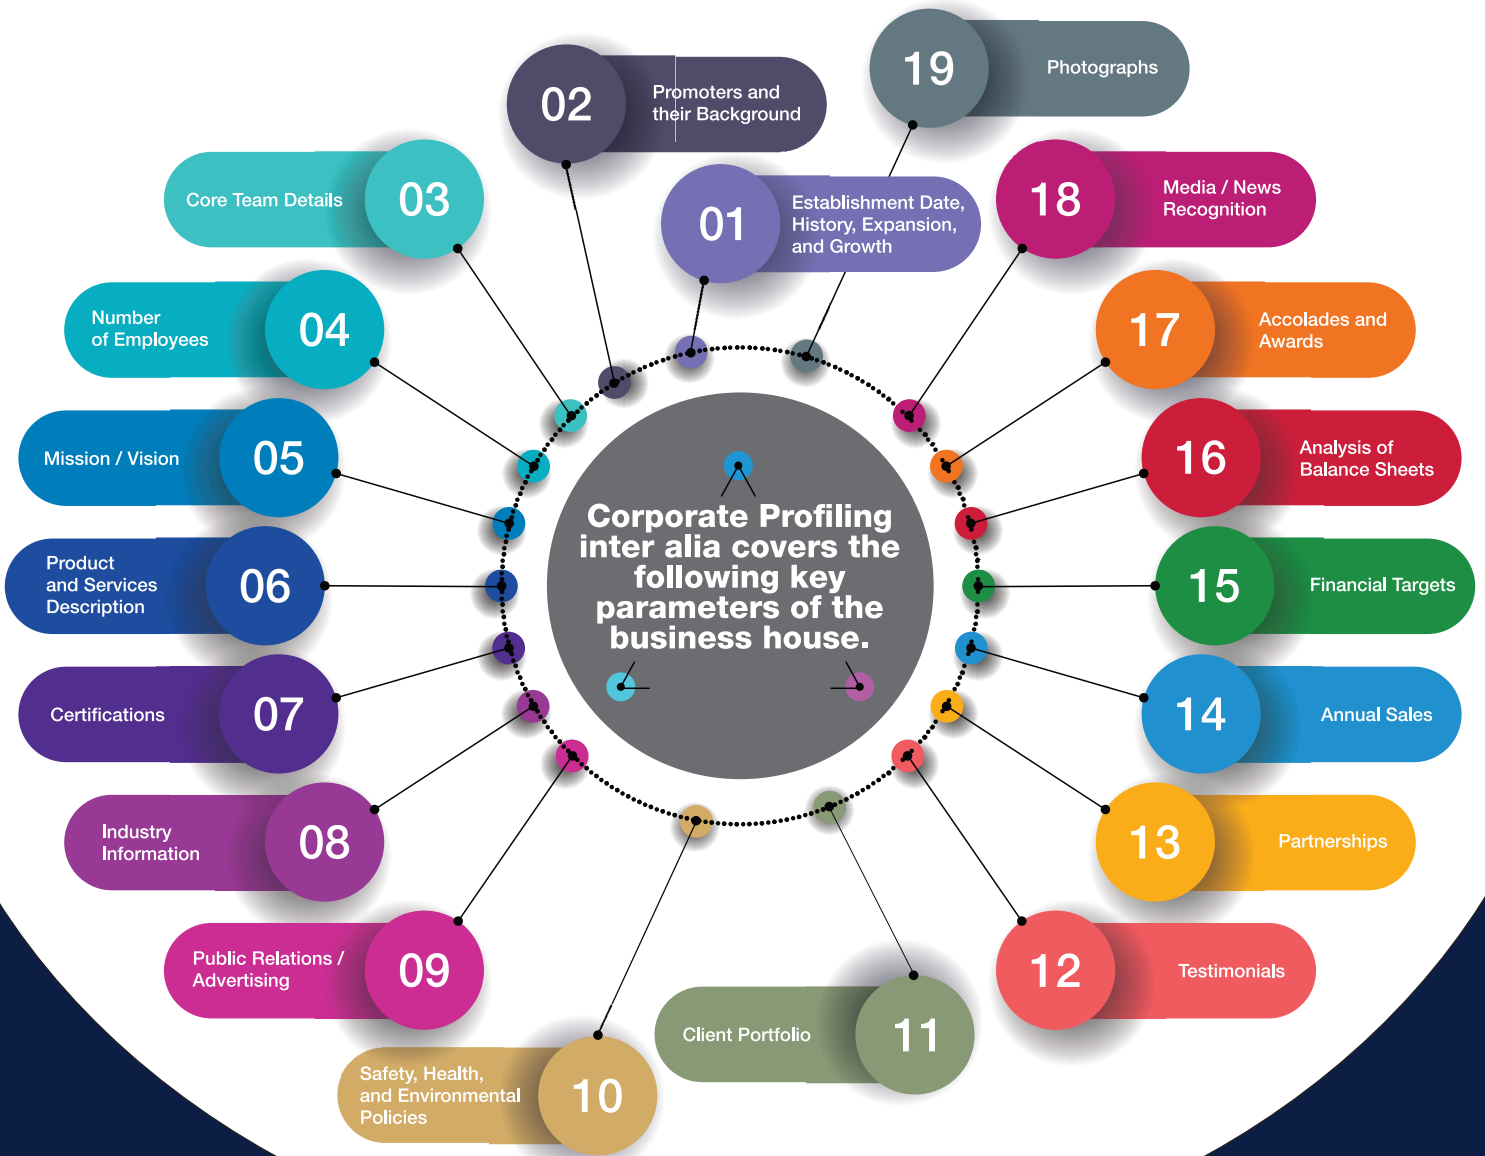 Corporate Profiling
inter alia covers the
following key
parameters of the
business house.
01
Establishment Date,
History, Expansion,
and Growth
02
Promoters and
their Background
03
Core Team Details
04
Number
of Employees
05
Mission / Vision
06
Product
and Services
Description
07
Certifications
08
Industry
Information
09
Public Relations /
Advertising
10
Safety, Health,
and Environmental
Policies
11
Client Portfolio
12
Testimonials
13
Partnerships
14
Annual Sales
15
Financial Targets
16
Analysis of
Balance Sheets
17
Accolades and
Awards
18
Media / News
Recognition
19
Photographs